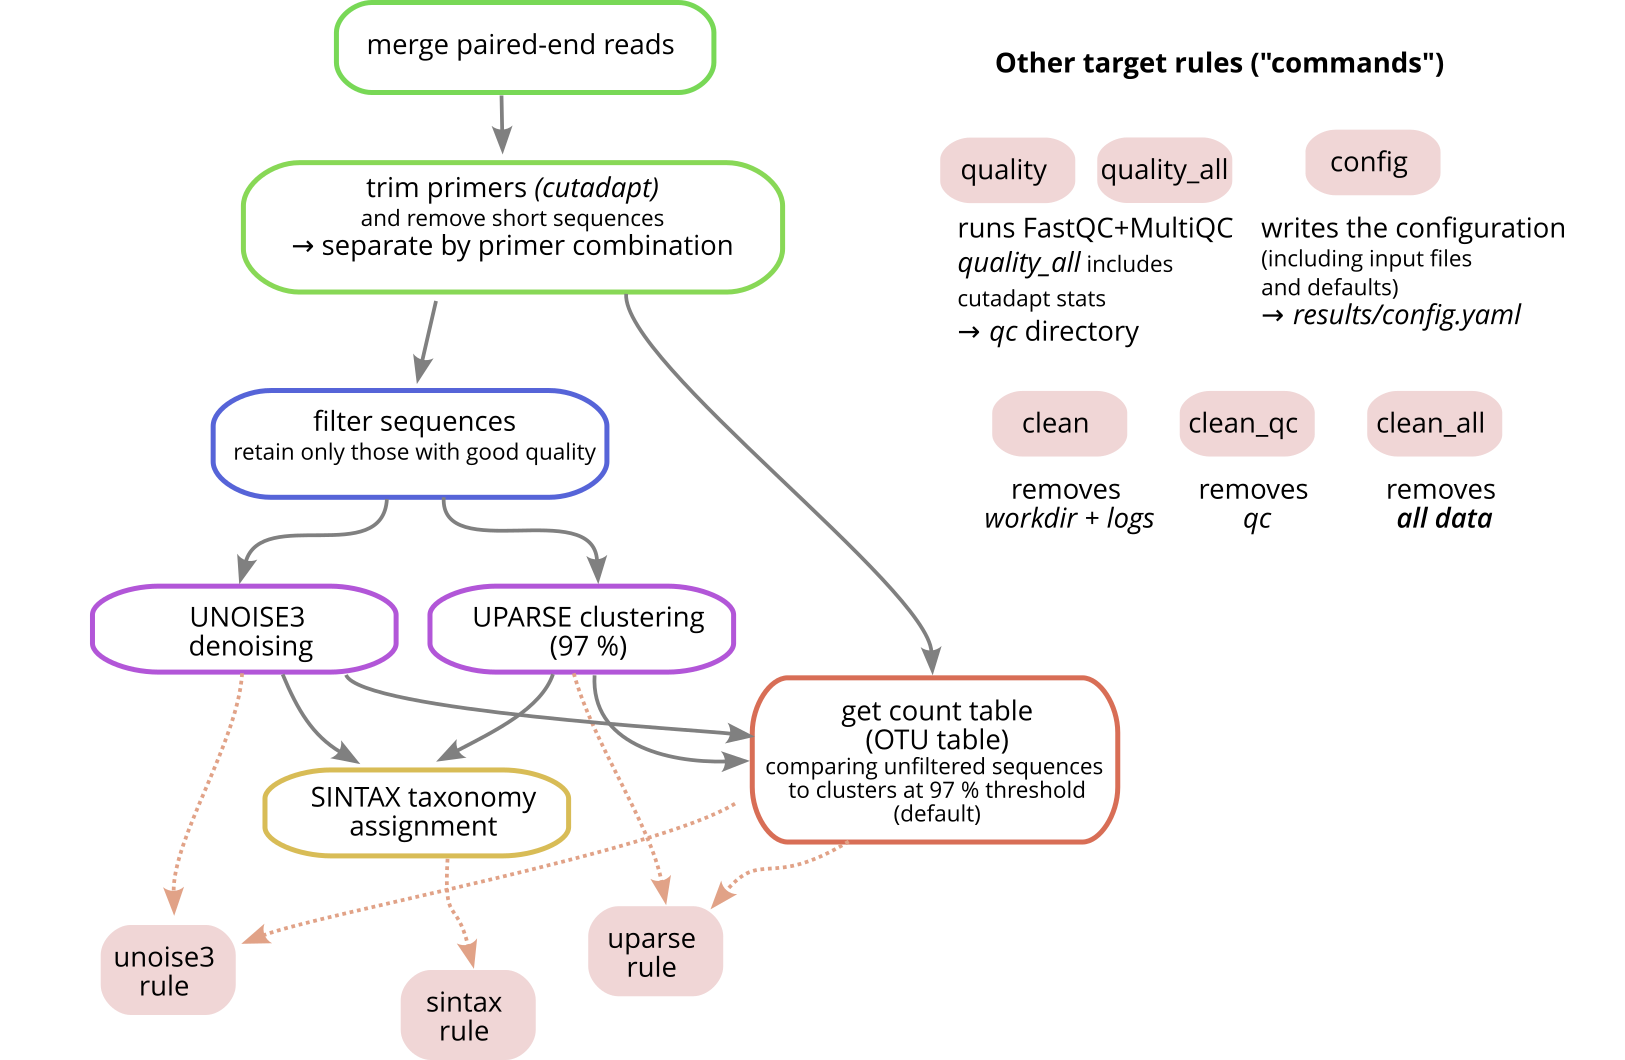 merge paired-end reads
trim primers (cutadapt)
and remove short sequences
→ separate by primer combination
filter sequences
retain only those with good quality
UNOISE3
denoising
UPARSE clustering
(97 %)
get count table
(OTU table)
comparing unfiltered sequences
to clusters at 97 % threshold
(default)
SINTAX taxonomy
assignment
unoise3
rule
sintax
rule
uparse
rule
Other target rules ("commands")
quality
quality_all
runs FastQC+MultiQC
quality_all includes
cutadapt stats
→ qc directory
config
writes the configuration
(including input files
and defaults)
→ results/config.yaml
clean
removes
workdir + logs
clean_qc
removes
qc
clean_all
removes
all data